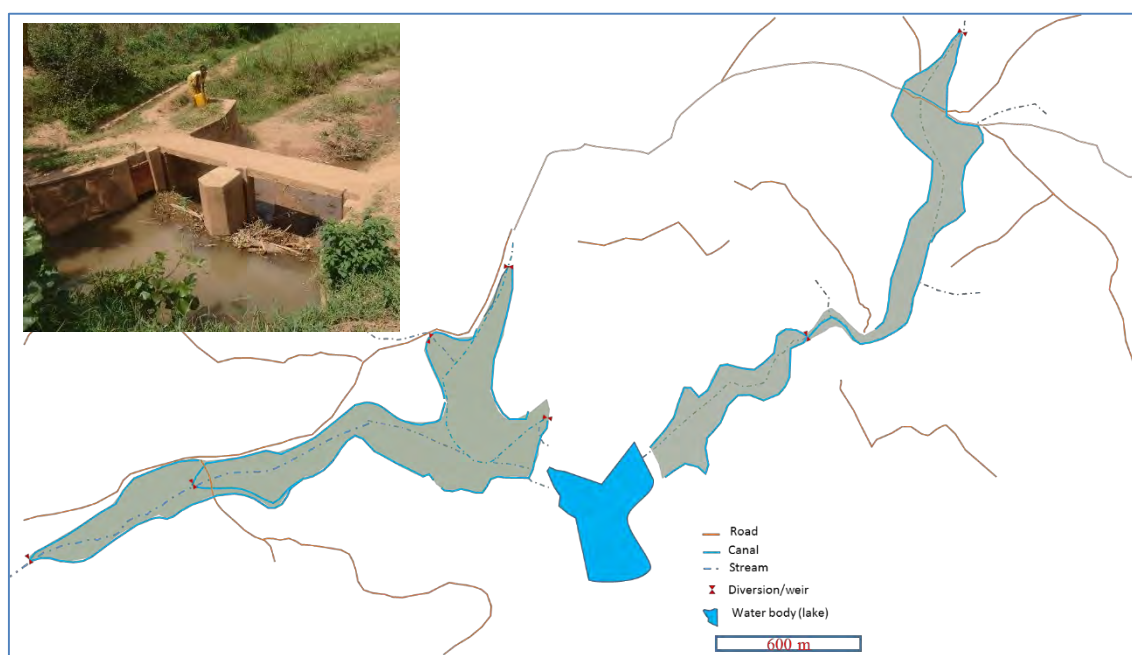 Road
Canal
Stream
Diversion/weir
Water body (lake)
600 m